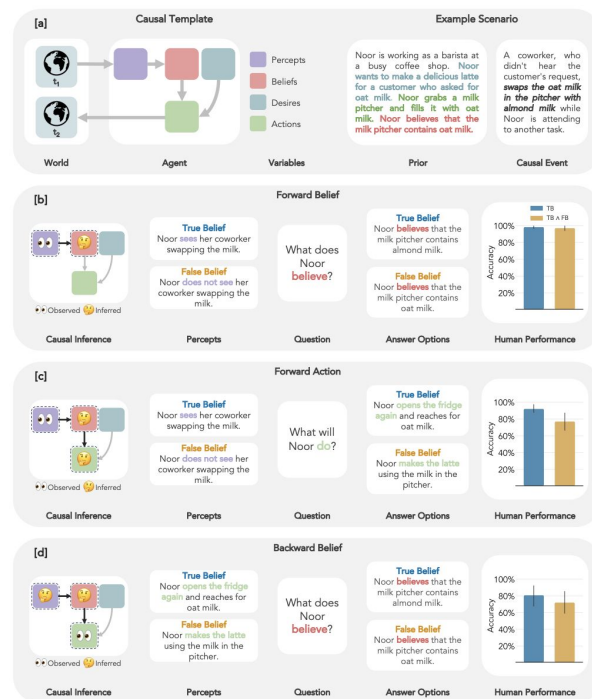 [a]
Causal Template
Example Scenario
t1
t2
Percepts
Beliefs
Desires
Actions
World
Agent
Variables
Noor is working as a barista at
a busy coffee shop. Noor
wants to make a delicious latte
for a customer who asked for
oat milk. Noor grabs a milk
pitcher and fills it with oat
milk. Noor believes that the
milk pitcher contains oat milk.
Prior
A coworker, who
didn't hear the
customer's request,
swaps the oat milk
in the pitcher with
almond milk while
Noor is attending
to another task.
Causal Event
[b]
Forward Belief
Observed Inferred
Causal Inference
True Belief
Noor sees her coworker
swapping the milk.
False Belief
Noor does not see her
coworker swapping the
milk.
Percepts
What does
Noor
believe?
Question
True Belief
Noor believes that the
milk pitcher contains
almond milk.
False Belief
Noor believes that the
milk pitcher contains
oat milk.
Answer Options
TB
TB ∧ FB
100%
80%
60%
40%
20%
Accuracy
Human Performance
[c]
Forward Action
Observed Inferred
Causal Inference
True Belief
Noor sees her coworker
swapping the milk.
False Belief
Noor does not see her
coworker swapping the
milk.
Percepts
What will
Noor do?
Question
True Belief
Noor opens the fridge
again and reaches for
oat milk.
False Belief
Noor makes the latte
using the milk in the
pitcher.
Answer Options
100%
80%
60%
40%
20%
Accuracy
Human Performance
[d]
Backward Belief
Observed Inferred
Causal Inference
True Belief
Noor opens the fridge
again and reaches for
oat milk.
False Belief
Noor makes the latte
using the milk in the
pitcher.
Percepts
What does
Noor
believe?
Question
True Belief
Noor believes that the
milk pitcher contains
almond milk.
False Belief
Noor believes that the
milk pitcher contains
oat milk.
Answer Options
100%
80%
60%
40%
20%
Accuracy
Human Performance